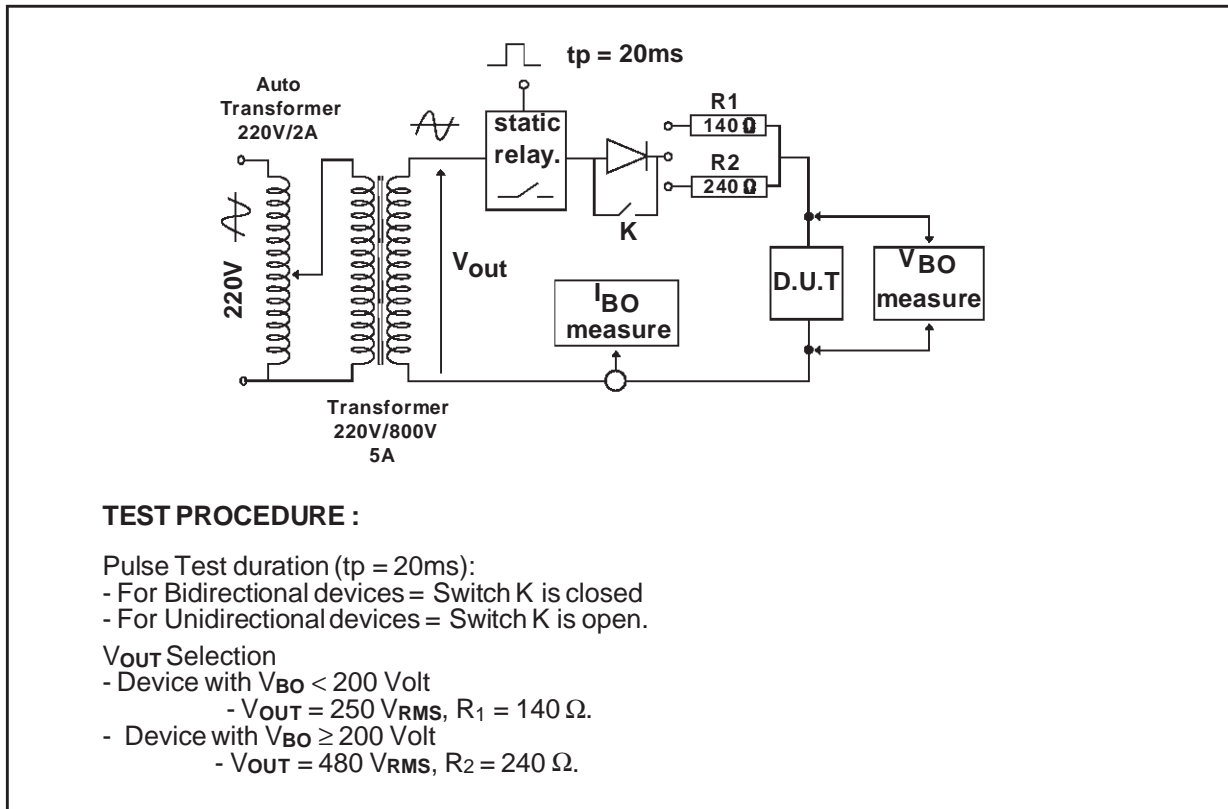 tp = 20ms
Auto
Transformer
220V/2A
static
relay.
R1
140 Ω
R2
240 Ω
K
220V
Vout
IBO
measure
D.U.T
VBO
measure
Transformer
220V/800V
5A
TEST PROCEDURE :
Pulse Test duration (tp = 20ms):
- For Bidirectional devices = Switch K is closed
- For Unidirectional devices = Switch K is open.
VOUT Selection
- Device with VBO < 200 Volt
- VOUT = 250 VRMS, R1 = 140 Ω.
- Device with VBO ≥ 200 Volt
- VOUT = 480 VRMS, R2 = 240 Ω.